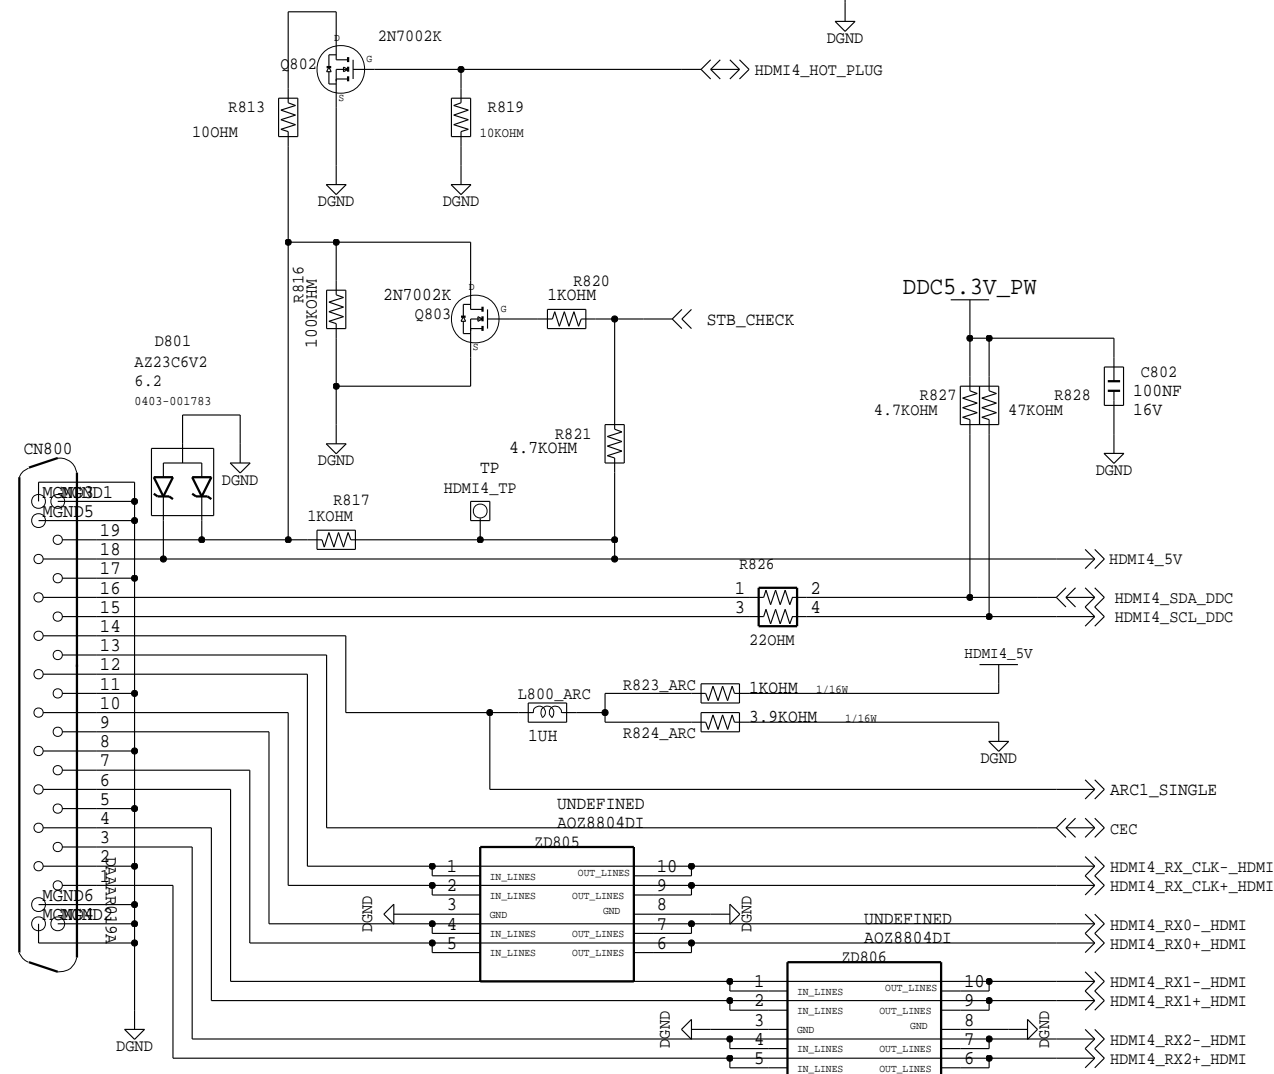 DGND
2N7002K
D
G
S
Q802
HDMI4_HOT_PLUG
R813
10OHM
R819
10KOHM
DGND
DGND
R816
100KOHM
2N7002K
Q803
D
G
S
R820
1KOHM
STB_CHECK
DDC5.3V_PW
D801
AZ23C6V2
6.2
0403-001783
DGND
DGND
R821
4.7KOHM
R827
4.7KOHM
R828
47KOHM
C802
100NF
16V
DGND
CN800
TP
HDMI4_TP
R817
1KOHM
MGND1
MGND3
MGND5
19
18
17
16
15
14
13
12
11
10
9
8
7
6
5
4
3
2
1
MGND6
MGND4
MGND2
DGND
HDMI4_5V
R826
1 2
3 4
22OHM
HDMI4_SDA_DDC
HDMI4_SCL_DDC
HDMI4_5V
L800_ARC
1UH
R823_ARC
1KOHM 1/16W
R824_ARC
3.9KOHM 1/16W
DGND
ARC1_SINGLE
CEC
UNDEFINED
AOZ8804DI
ZD805
1 IN_LINES OUT_LINES 10
2 IN_LINES OUT_LINES 9
3 GND GND 8
4 IN_LINES OUT_LINES 7
5 IN_LINES OUT_LINES 6
DGND
DGND
HDMI4_RX_CLK-_HDMI
HDMI4_RX_CLK+_HDMI
HDMI4_RX0-_HDMI
HDMI4_RX0+_HDMI
UNDEFINED
AOZ8804DI
ZD806
1 IN_LINES OUT_LINES 10
2 IN_LINES OUT_LINES 9
3 GND GND 8
4 IN_LINES OUT_LINES 7
5 IN_LINES OUT_LINES 6
DGND
DGND
HDMI4_RX1-_HDMI
HDMI4_RX1+_HDMI
HDMI4_RX2-_HDMI
HDMI4_RX2+_HDMI